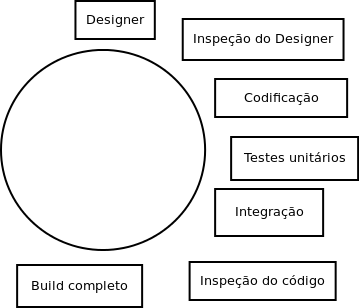 Designer
Inspeção do Designer
Codificação
Testes unitários
Integração
Inspeção do código
Build completo